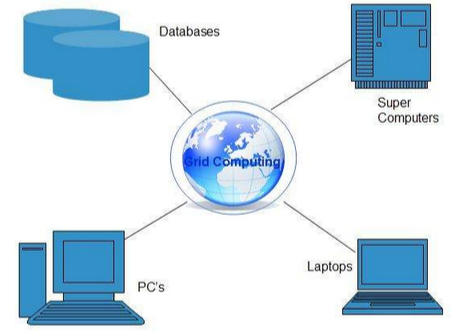 Databases
Super
Computers
Grid Computing
PC's
Laptops